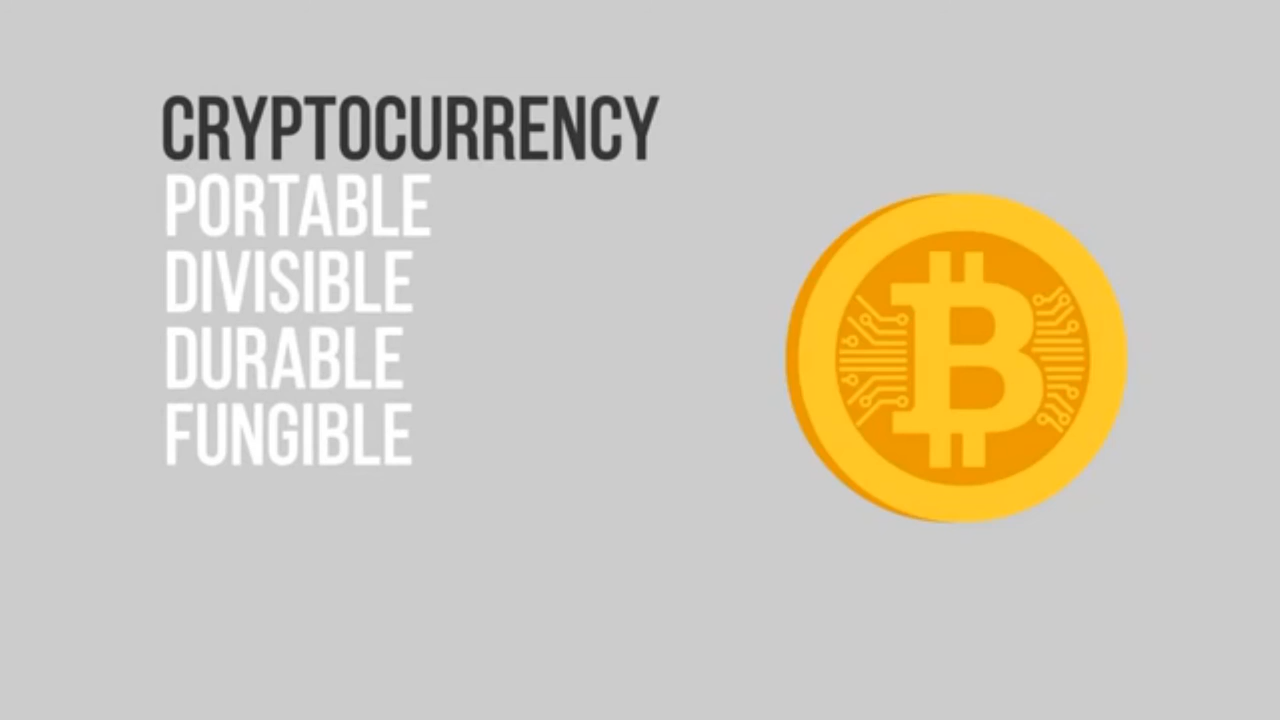 CRYPTOCURRENCY
PORTABLE
DIVISIBLE
DURABLE
FUNGIBLE